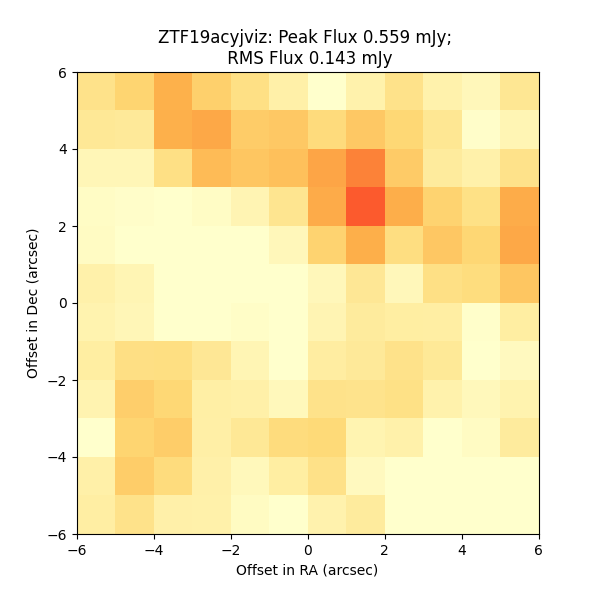 ZTF19acyjviz: Peak Flux 0.559 mJy;
RMS Flux 0.143 mJy
6
4
2
0
−2
−4
−6
Offset in Dec (arcsec)
−6 −4 −2 0 2 4 6
Offset in RA (arcsec)